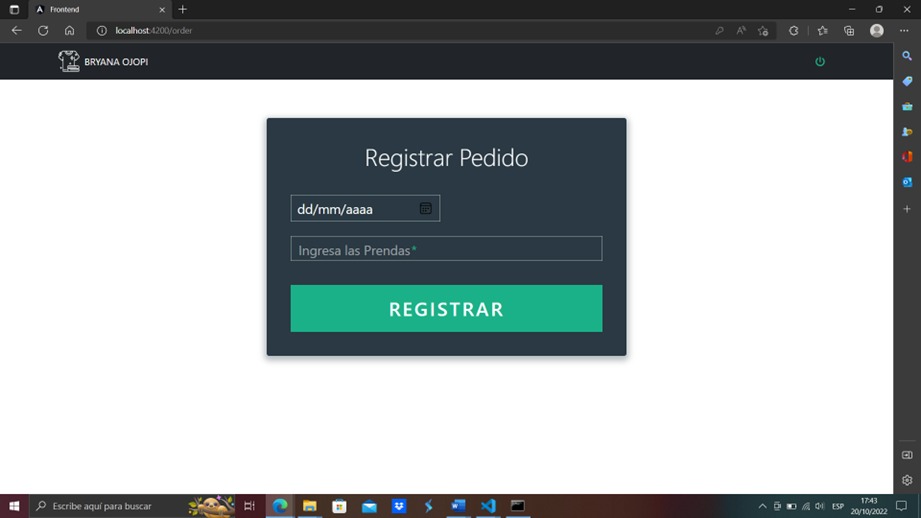 Frontend
localhost:4200/order
BRYANA OJOPI
Registrar Pedido
dd/mm/aaaa
Ingresa las Prendas*
REGISTRAR
Escribe aquí para buscar
ESP
17:43
20/10/2022